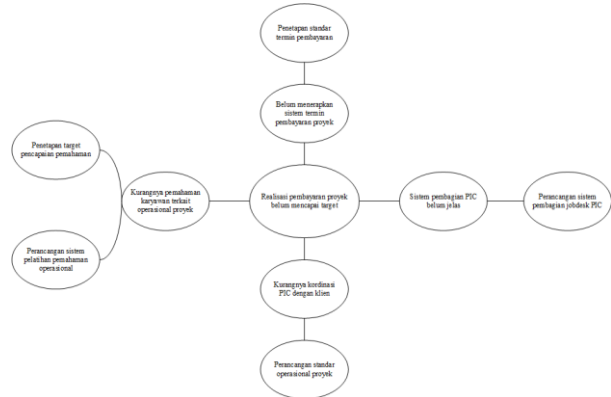 Penetapan standar
termin pembayaran
Belum menerapkan
sistem termin
pembayaran proyek
Penetapan target
pencapaian pemahaman
Kurangnya pemahaman
karyawan terkait
operasional proyek
Realisasi pembayaran proyek
belum mencapai target
Sistem pembagian PIC
belum jelas
Perancangan sistem
pembagian jobdesk PIC
Perancangan sistem
pelatihan pemahaman
operasional
Kurangnya kordinasi
PIC dengan klien
Perancangan standar
operasional proyek